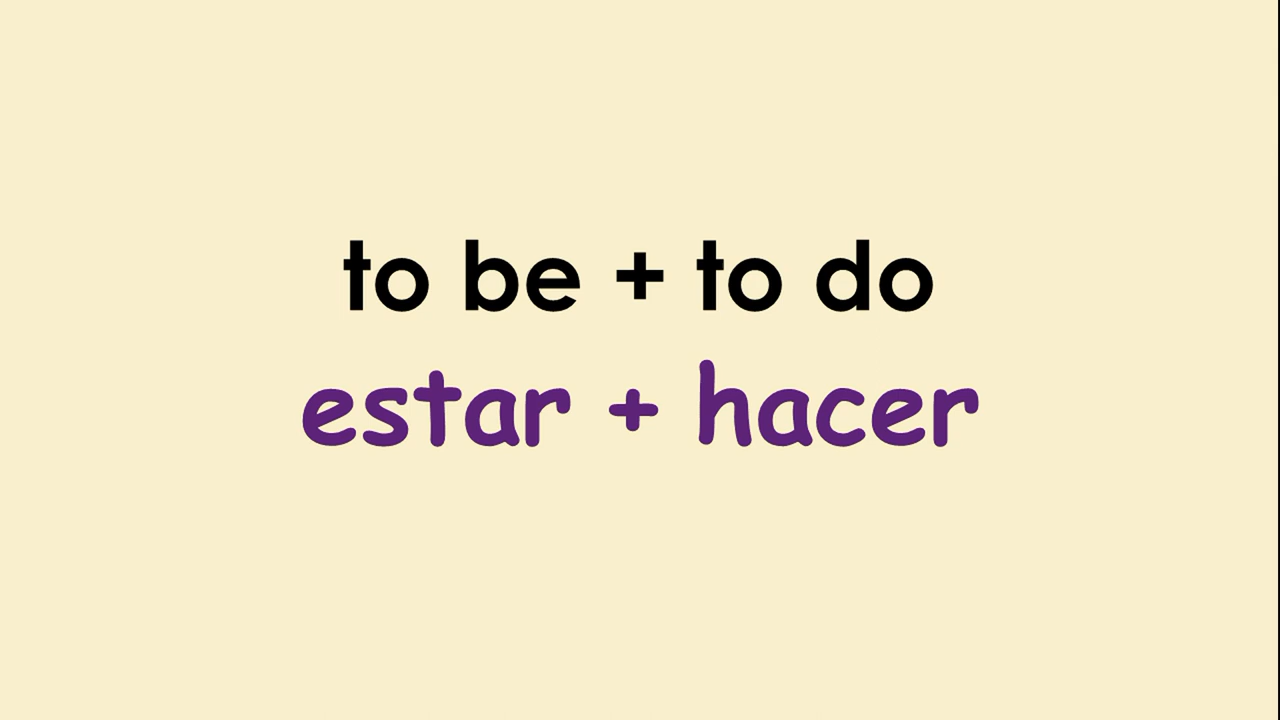 to be + to do
estar + hacer